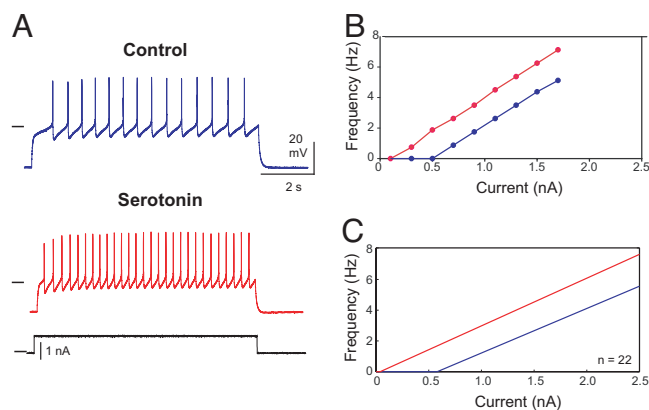 A
Control
20
mV
2 s
Serotonin
1 nA
B
Frequency (Hz)
8
6
4
2
0
0 0.5 1.0 1.5 2.0 2.5
Current (nA)
C
Frequency (Hz)
8
6
4
2
0
n = 22
0 0.5 1.0 1.5 2.0 2.5
Current (nA)